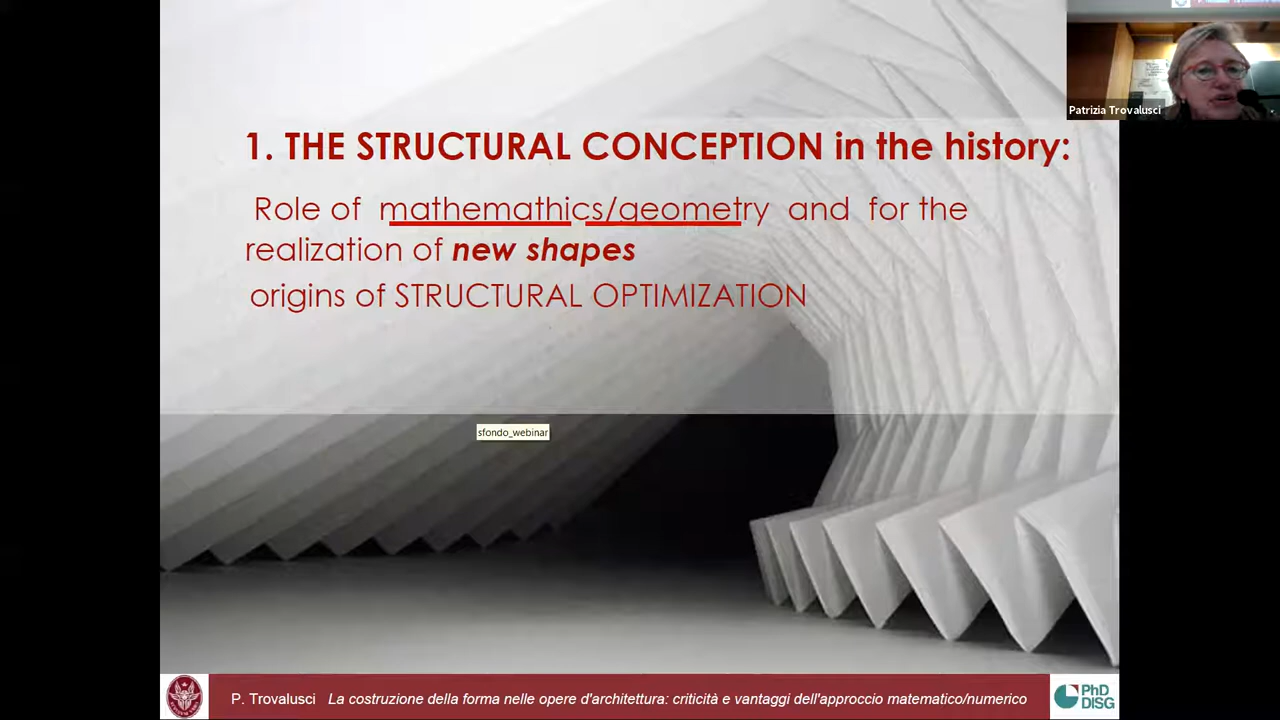 1. THE STRUCTURAL CONCEPTION in the history:
Role of mathemathics/geometry and for the
realization of new shapes
origins of STRUCTURAL OPTIMIZATION
sfondo_webinar
Patrizia Trovalusci
P. Trovalusci La costruzione della forma nelle opere d'architettura: criticità e vantaggi dell'approccio matematico/numerico
PhD
DISG